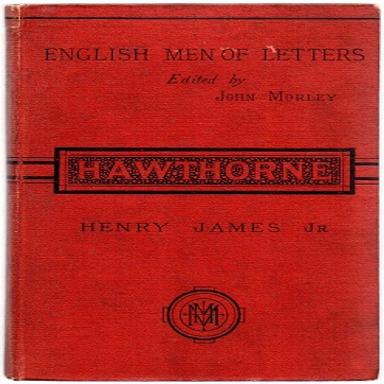 ENGLISH MEN OF LETTERS
Edited by
JOHN MORLEY
HAWTHORNE
HENRY JAMES JR